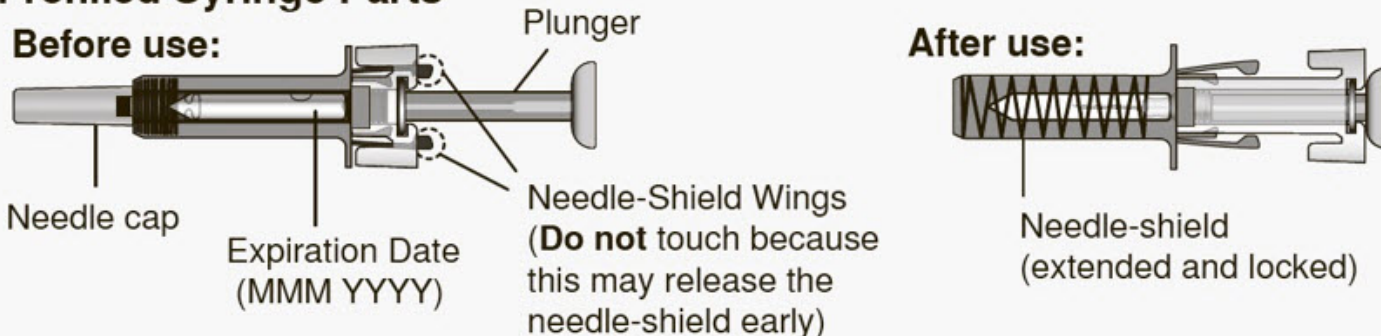 Prefilled Syringe Parts
Before use:
Plunger
After use:
Needle cap
Expiration Date
(MMM YYYY)
Needle-Shield Wings
(Do not touch because
this may release the
needle-shield early)
Needle-shield
(extended and locked)